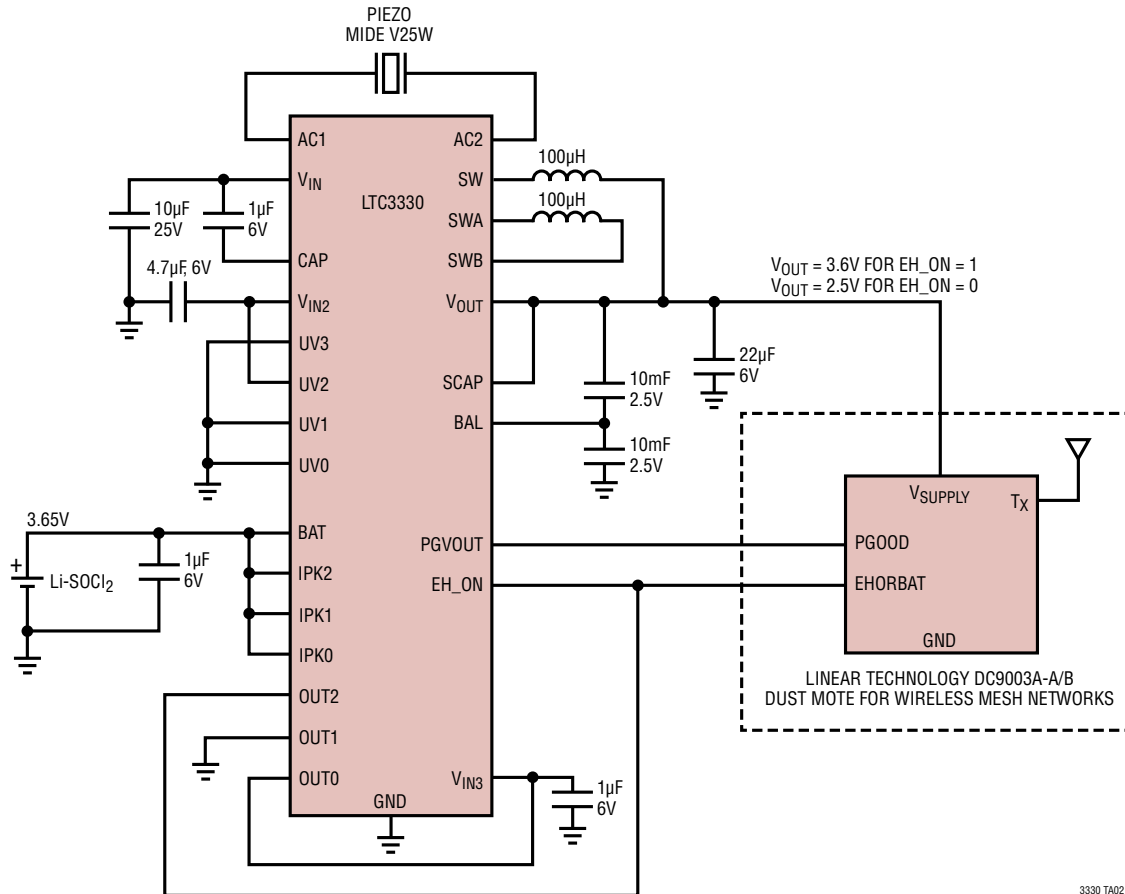 PIEZO
MIDE V25W
AC1
AC2
VIN
SW
100µH
LTC3330
10µF
25V
1µF
6V
SWA
100µH
CAP
SWB
4.7µF, 6V
VIN2
VOUT
VOUT = 3.6V FOR EH_ON = 1
VOUT = 2.5V FOR EH_ON = 0
UV3
UV2
SCAP
22µF
6V
10mF
2.5V
UV1
BAL
UV0
10mF
2.5V
VSUPPLY
TX
3.65V
BAT
PGVOUT
PGOOD
+
Li-SOCl2
1µF
6V
IPK2
EH_ON
EHORBAT
IPK1
IPK0
GND
OUT2
LINEAR TECHNOLOGY DC9003A-A/B
DUST MOTE FOR WIRELESS MESH NETWORKS
OUT1
OUT0
VIN3
1µF
6V
GND
3330 TA02